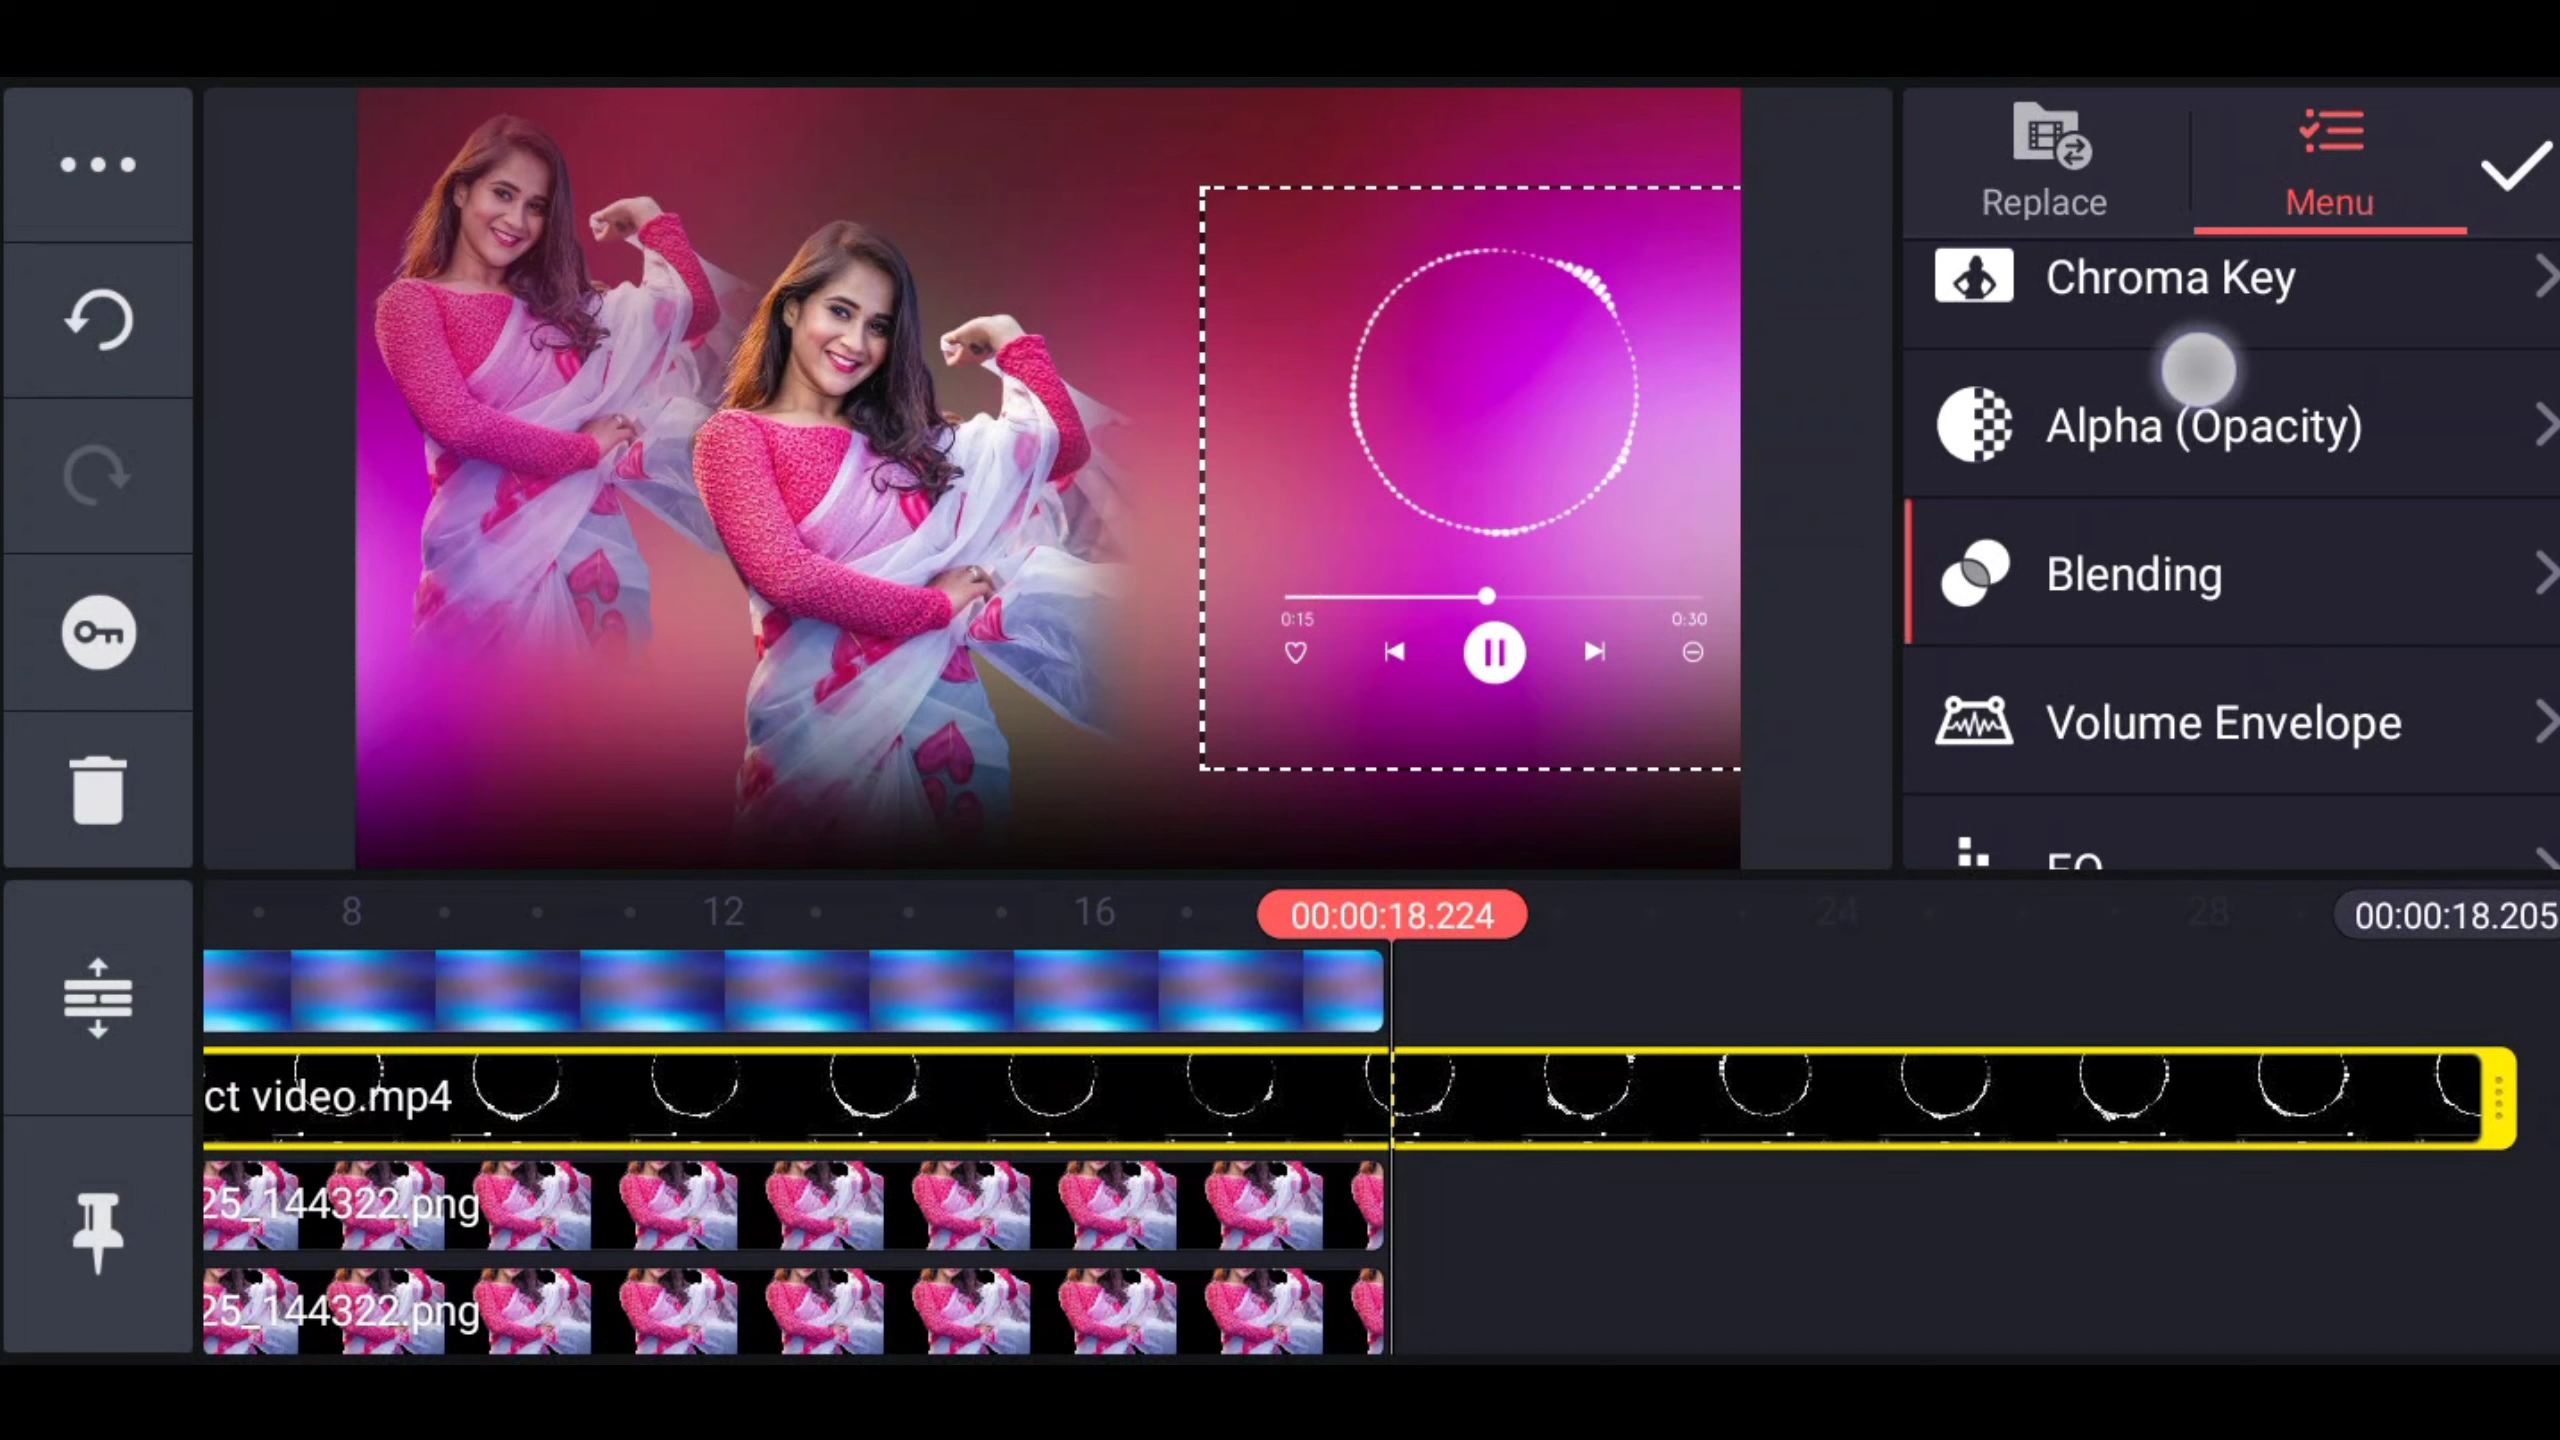 Replace
Menu
Chroma Key
Alpha (Opacity)
Blending
Volume Envelope
EQ
0:15
0:30
8
12
16
00:00:18.224
24
28
00:00:18.205
ct video.mp4
25_144322.png
25_144322.png